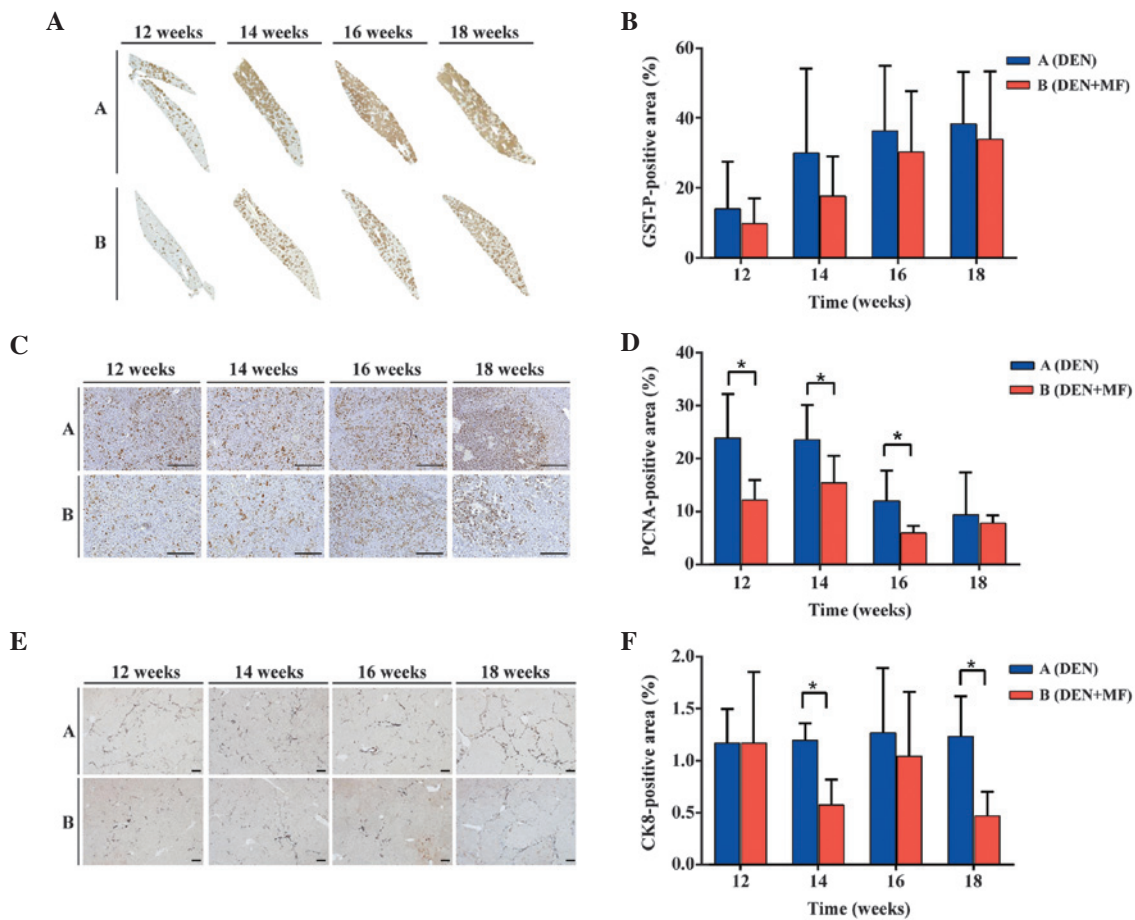 A
12 weeks 14 weeks 16 weeks 18 weeks
A
B
B
GST-P-positive area (%)
60
40
20
0
12 14 16 18
Time (weeks)
A (DEN)
B (DEN+MF)
C
12 weeks 14 weeks 16 weeks 18 weeks
A
B
D
PCNA-positive area (%)
40
30
20
10
0
* * *
12 14 16 18
Time (weeks)
A (DEN)
B (DEN+MF)
E
12 weeks 14 weeks 16 weeks 18 weeks
A
B
F
CK8-positive area (%)
2.0
1.5
1.0
0.5
0.0
* *
12 14 16 18
Time (weeks)
A (DEN)
B (DEN+MF)